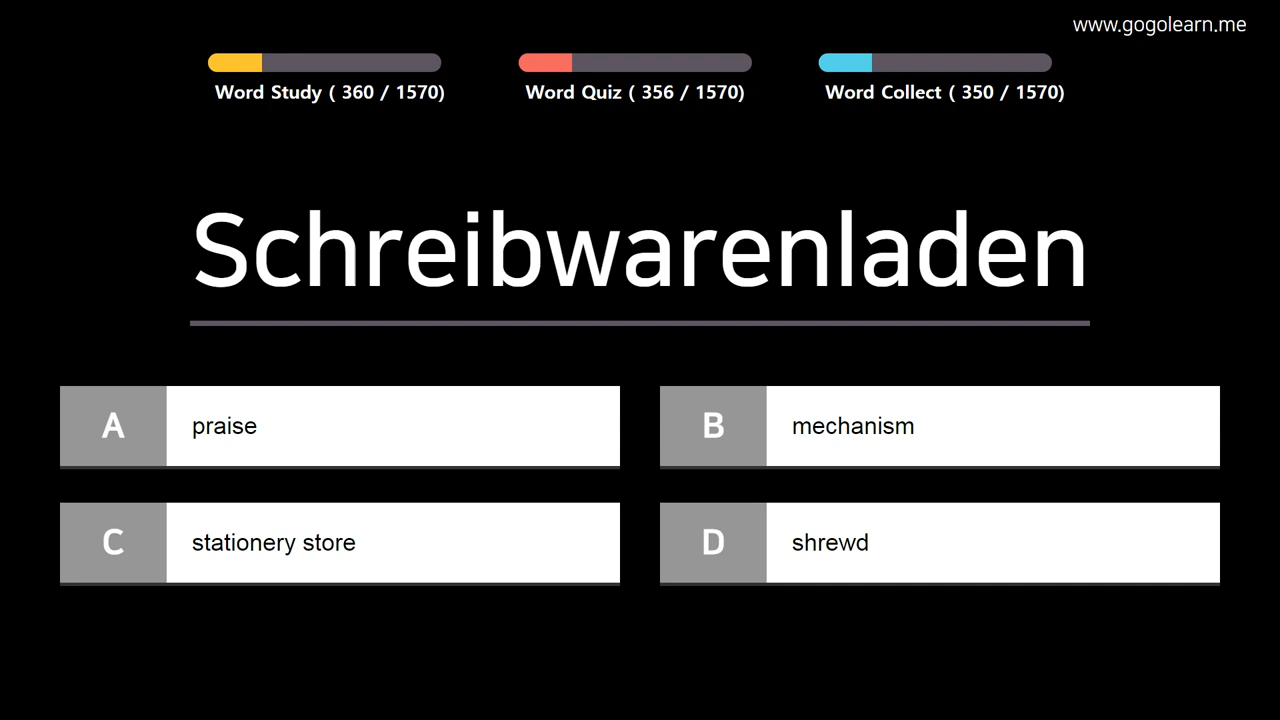 www.gogolearn.me
Word Study ( 360 / 1570)
Word Quiz ( 356 / 1570)
Word Collect ( 350 / 1570)
Schreibwarenladen
A praise
B mechanism
C stationery store
D shrewd